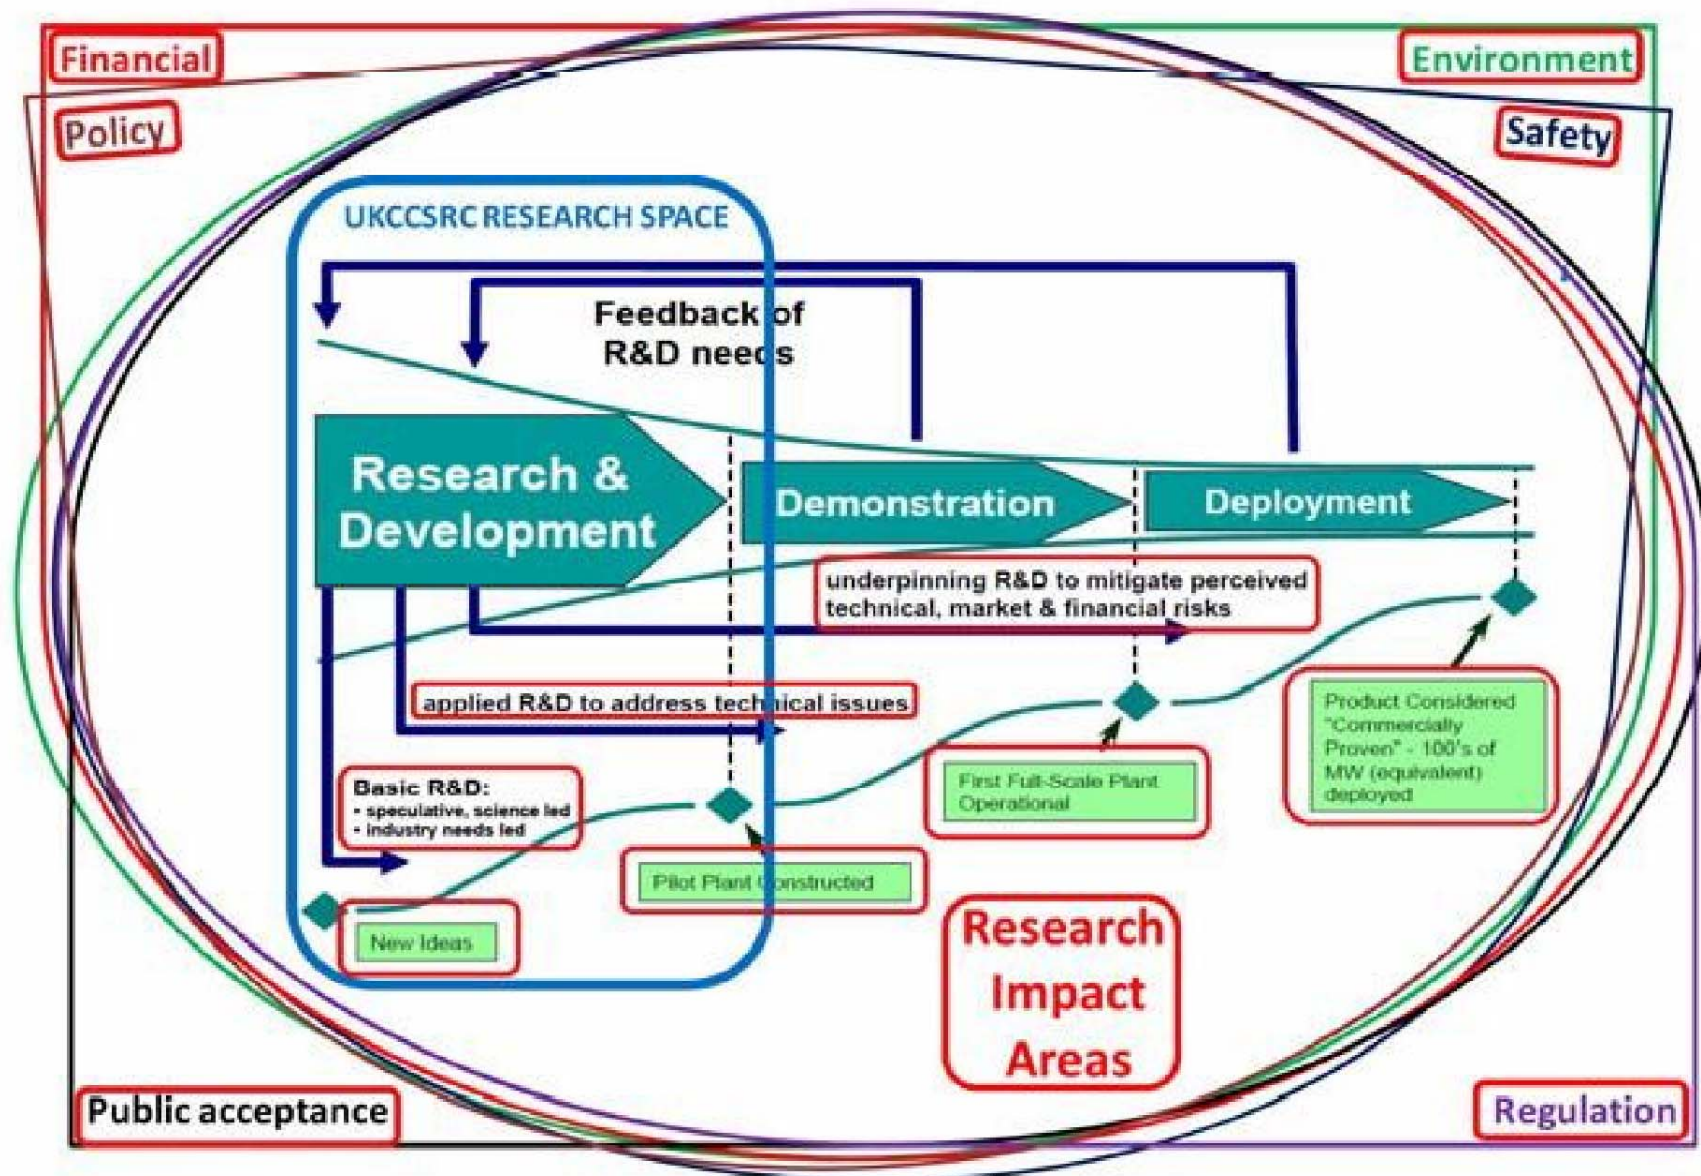 Financial
Environment
Policy
Safety
UKCCSRC RESEARCH SPACE
Feedback of
R&D needs
Research &
Development
Demonstration
Deployment
underpinning R&D to mitigate perceived
technical, market & financial risks
applied R&D to address technical issues
Basic R&D:
• speculative, science led
• industry needs led
New Ideas
Pilot Plant Constructed
First Full-Scale Plant
Operational
Product Considered
"Commercially
Proven" - 100's of
MW (equivalent)
deployed
Research
Impact
Areas
Public acceptance
Regulation